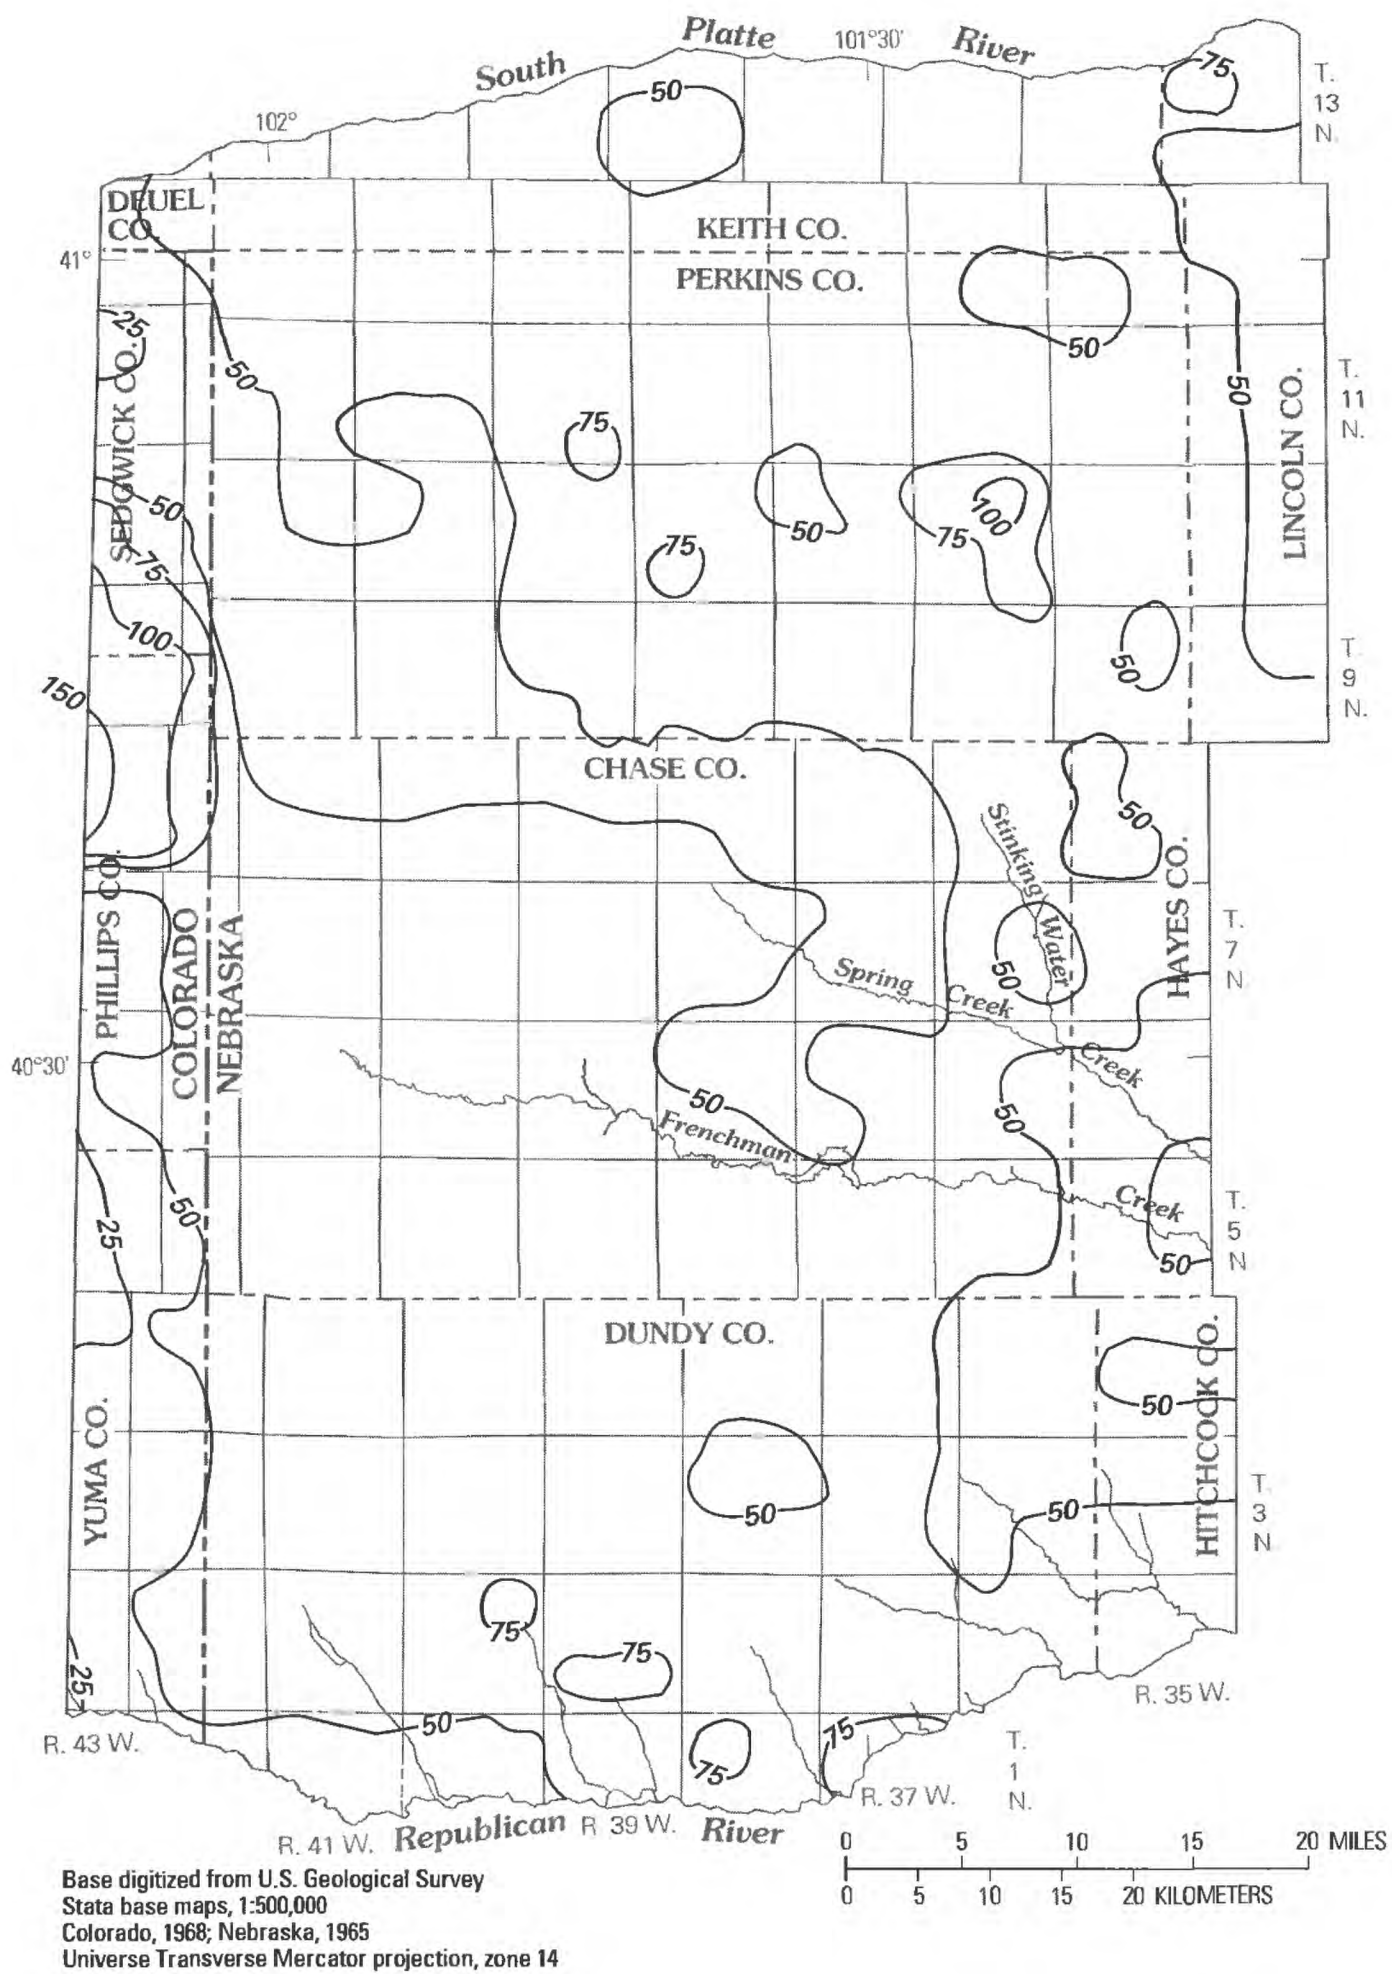 South Platte 101°30' River
75
T.
13
N.
50
102°
DEUEL
CO.
KEITH CO.
41°
PERKINS CO.
25
50
50
50
T.
11
N.
SEDGWICK CO.
LINCOLN CO.
75
50
50
75
100
75
75
100
50
T.
9
N.
150
CHASE CO.
50
Stinking
Water
Creek
PHILLIPS CO.
COLORADO
NEBRASKA
HAYES CO.
T.
7
N.
Spring Creek
50
40°30'
50
50
Frenchman
Creek
50
T.
5
N
25
50
DUNDY CO.
HITCHCOCK CO.
YUMA CO.
50
50
50
T.
3
N.
75
75
25
R. 35 W.
R. 43 W.
50
75
75
T.
1
N.
R. 37 W.
R. 41 W. Republican R 39 W. River
0 5 10 15 20 MILES
0 5 10 15 20 KILOMETERS
Base digitized from U.S. Geological Survey
Stata base maps, 1:500,000
Colorado, 1968; Nebraska, 1965
Universe Transverse Mercator projection, zone 14